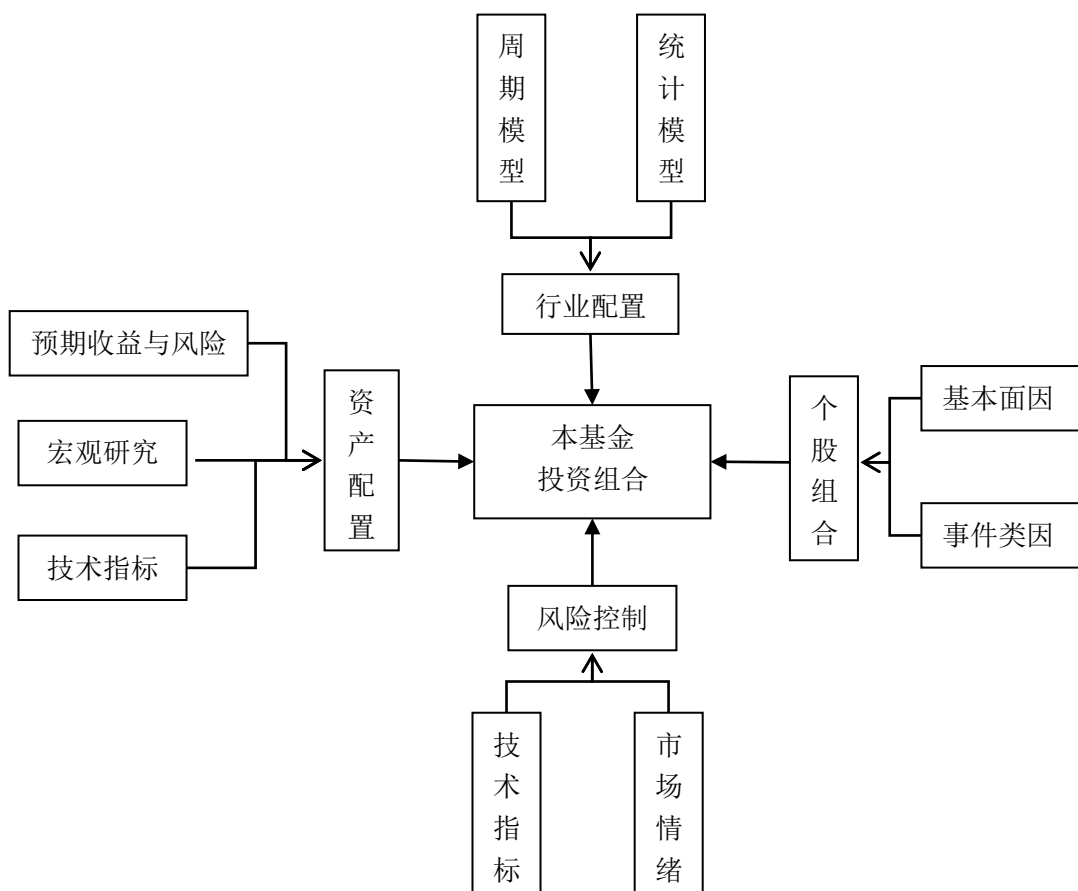 周期模型
统计模型
行业配置
预期收益与风险
宏观研究
技术指标
资产配置
本基金
投资组合
个股组合
基本面因
事件类因
风险控制
技术指标
市场情绪